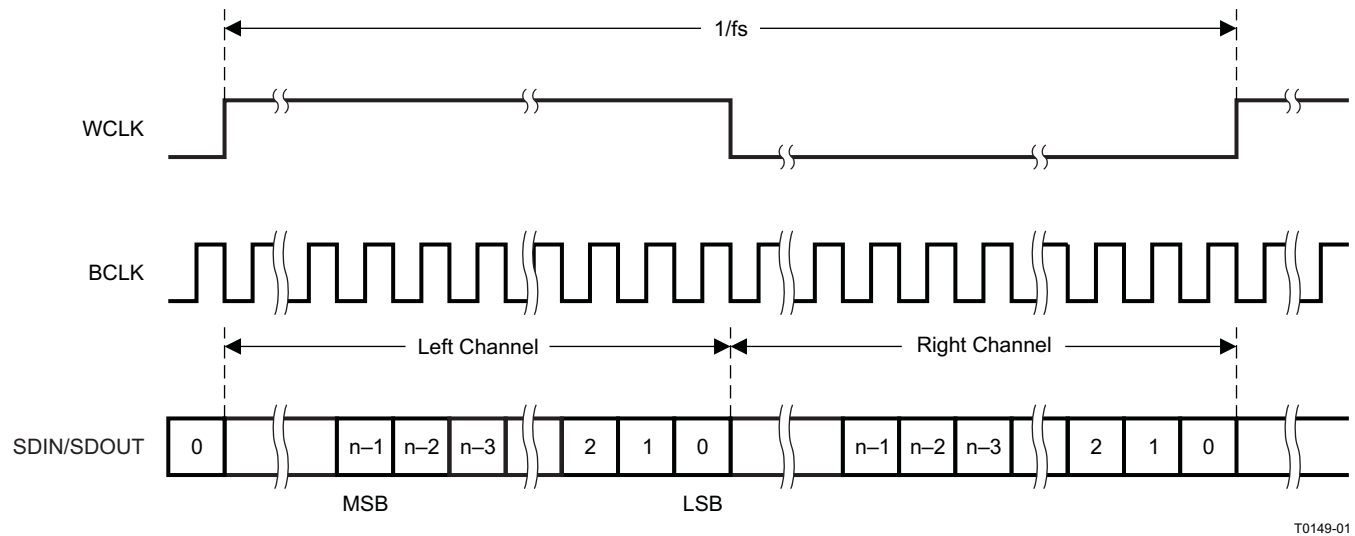 1/fs
WCLK
BCLK
Left Channel Right Channel
SDIN/SDOUT 0 n–1 n–2 n–3 2 1 0 n–1 n–2 n–3 2 1 0
MSB LSB
T0149-01